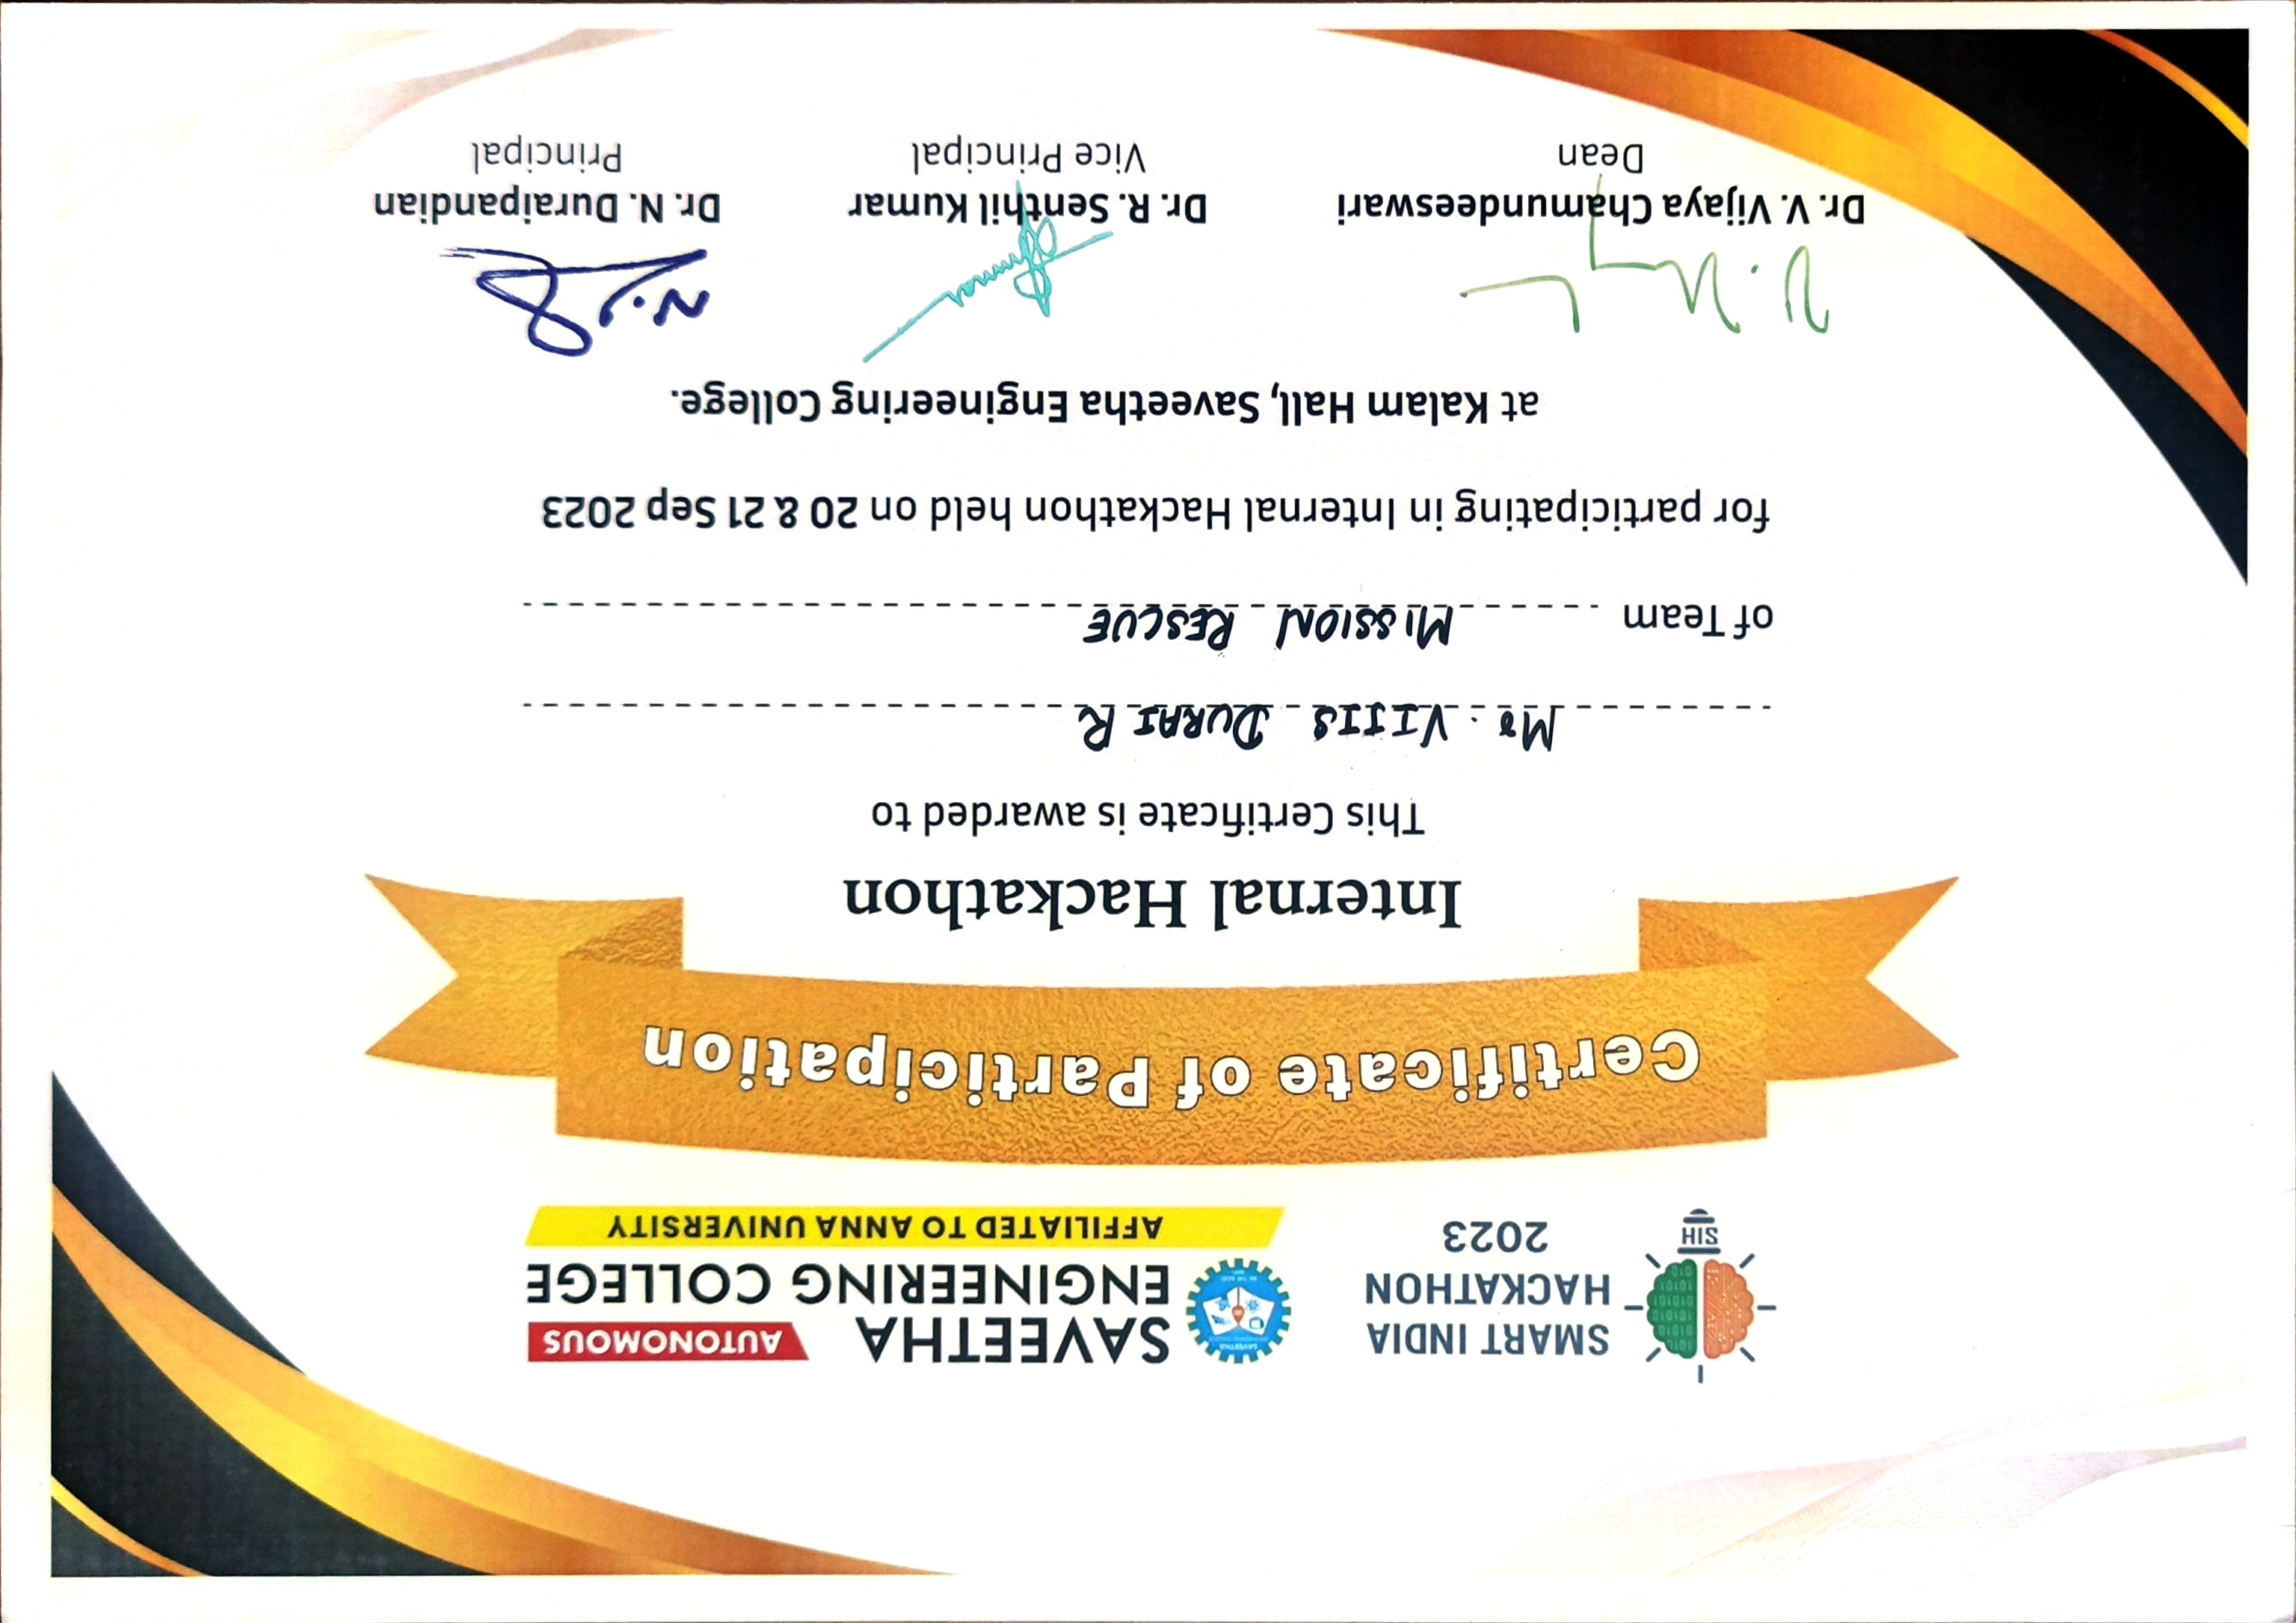 SMART INDIA
HACKATHON
2023
SIH
SAVEETHA
AUTONOMOUS
ENGINEERING COLLEGE
AFFILIATED TO ANNA UNIVERSITY
Certificate of Participation
Internal Hackathon
This Certificate is awarded to
Mr. VIJIS DURAI R
of Team MISSION RESCUE
for participating in Internal Hackathon held on 20 & 21 Sep 2023
at Kalam Hall, Saveetha Engineering College.
Dr. V. Vijaya Chamundeeswari
Dean
Dr. R. Senthil Kumar
Vice Principal
Dr. N. Duraipandian
Principal